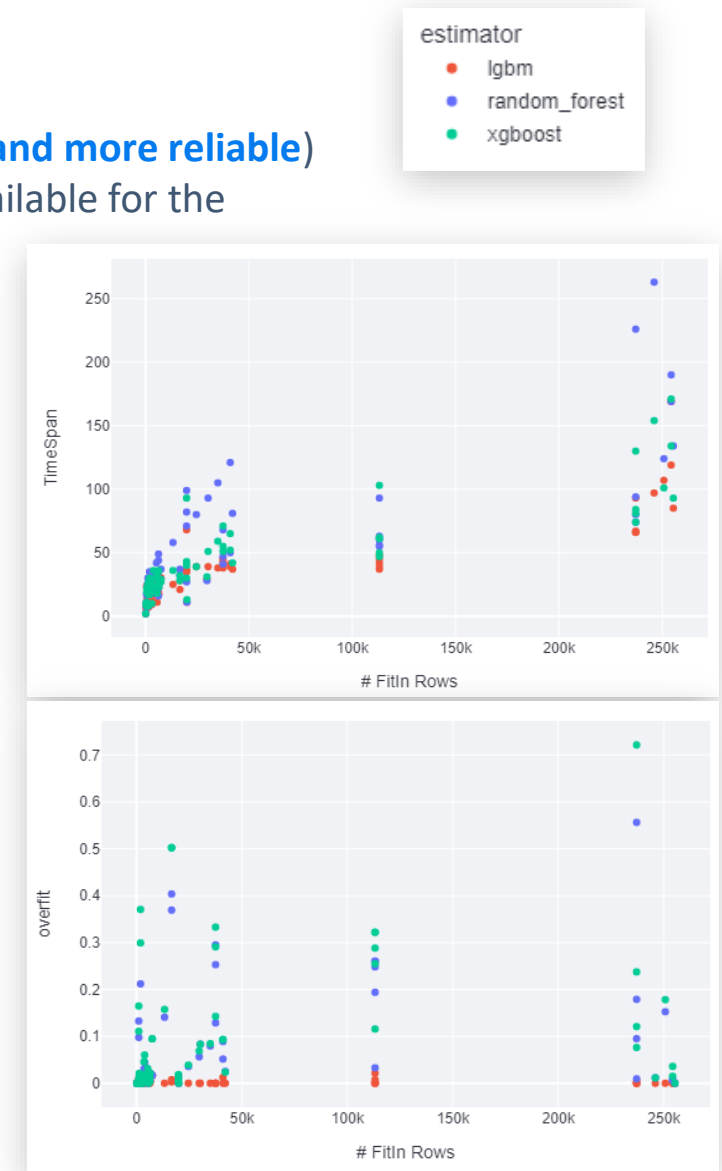 estimator
lgbm
random_forest
xgboost
and more reliable)
ailable for the
250
200
150
100
50
0
TimeSpan
0 50k 100k 150k 200k 250k
# FitIn Rows
0.7
0.6
0.5
0.4
0.3
0.2
0.1
0
overfit
0 50k 100k 150k 200k 250k
# FitIn Rows